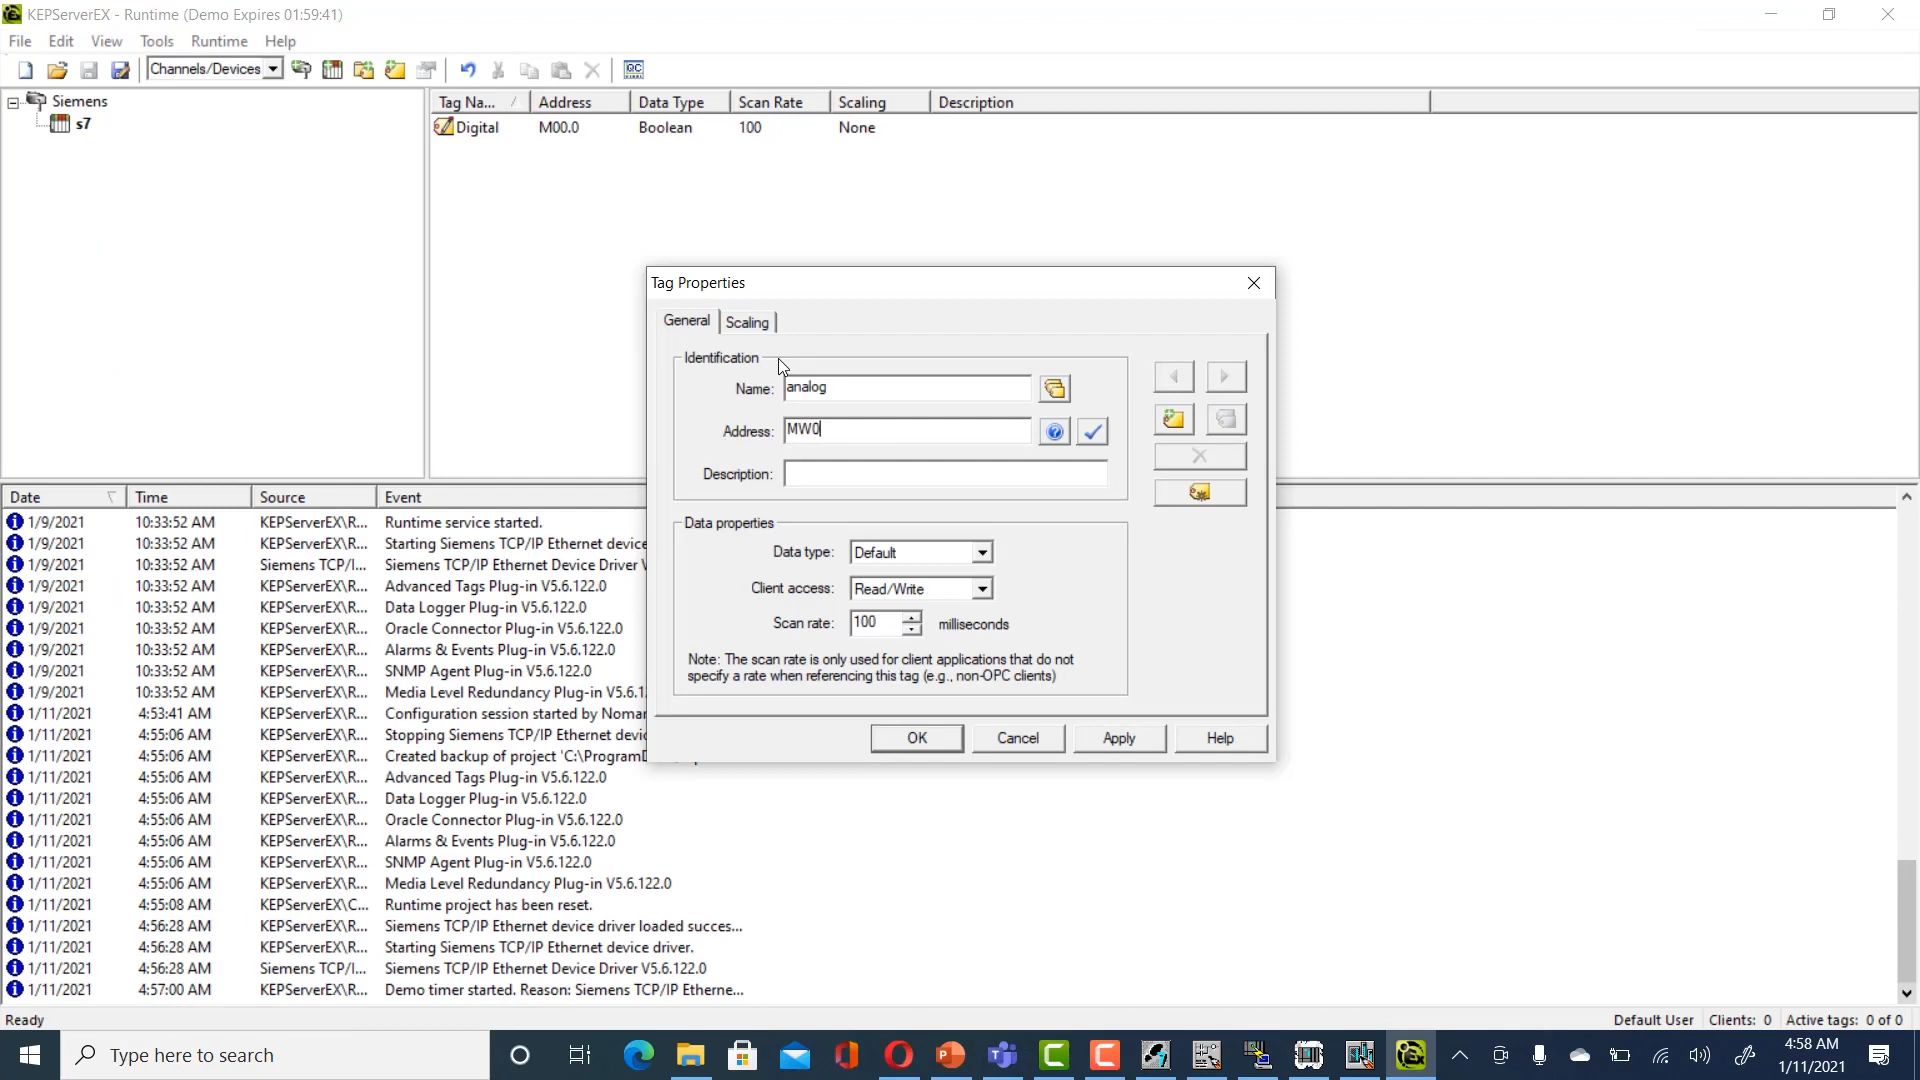 KEPServerEX - Runtime (Demo Expires 01:59:41)
File Edit View Tools Runtime Help
Channels/Devices
Siemens
s7
Tag Na... Address Data Type Scan Rate Scaling Description
Digital M00.0 Boolean 100 None
Tag Properties
General Scaling
Identification
Name: analog
Address: MW0
Description:
Data properties
Data type: Default
Client access: Read/Write
Scan rate: 100 milliseconds
Note: The scan rate is only used for client applications that do not
specify a rate when referencing this tag (e.g., non-OPC clients)
OK Cancel Apply Help
Date Time Source Event
1/9/2021 10:33:52 AM KEPServerEX\R... Runtime service started.
1/9/2021 10:33:52 AM KEPServerEX\R... Starting Siemens TCP/IP Ethernet device
1/9/2021 10:33:52 AM Siemens TCP/I... Siemens TCP/IP Ethernet Device Driver
1/9/2021 10:33:52 AM KEPServerEX\R... Advanced Tags Plug-in V5.6.122.0
1/9/2021 10:33:52 AM KEPServerEX\R... Data Logger Plug-in V5.6.122.0
1/9/2021 10:33:52 AM KEPServerEX\R... Oracle Connector Plug-in V5.6.122.0
1/9/2021 10:33:52 AM KEPServerEX\R... Alarms & Events Plug-in V5.6.122.0
1/9/2021 10:33:52 AM KEPServerEX\R... SNMP Agent Plug-in V5.6.122.0
1/9/2021 10:33:52 AM KEPServerEX\R... Media Level Redundancy Plug-in V5.6.1
1/11/2021 4:53:41 AM KEPServerEX\R... Configuration session started by Noman
1/11/2021 4:55:06 AM KEPServerEX\R... Stopping Siemens TCP/IP Ethernet devi
1/11/2021 4:55:06 AM KEPServerEX\R... Created backup of project 'C:\Program
1/11/2021 4:55:06 AM KEPServerEX\R... Advanced Tags Plug-in V5.6.122.0
1/11/2021 4:55:06 AM KEPServerEX\R... Data Logger Plug-in V5.6.122.0
1/11/2021 4:55:06 AM KEPServerEX\R... Oracle Connector Plug-in V5.6.122.0
1/11/2021 4:55:06 AM KEPServerEX\R... Alarms & Events Plug-in V5.6.122.0
1/11/2021 4:55:06 AM KEPServerEX\R... SNMP Agent Plug-in V5.6.122.0
1/11/2021 4:55:06 AM KEPServerEX\R... Media Level Redundancy Plug-in V5.6.122.0
1/11/2021 4:55:08 AM KEPServerEX\C... Runtime project has been reset.
1/11/2021 4:56:28 AM KEPServerEX\R... Siemens TCP/IP Ethernet device driver loaded succes...
1/11/2021 4:56:28 AM KEPServerEX\R... Starting Siemens TCP/IP Ethernet device driver.
1/11/2021 4:56:28 AM Siemens TCP/I... Siemens TCP/IP Ethernet Device Driver V5.6.122.0
1/11/2021 4:57:00 AM KEPServerEX\R... Demo timer started. Reason: Siemens TCP/IP Etherne...
Ready Default User Clients: 0 Active tags: 0 of 0
Type here to search
4:58 AM
1/11/2021